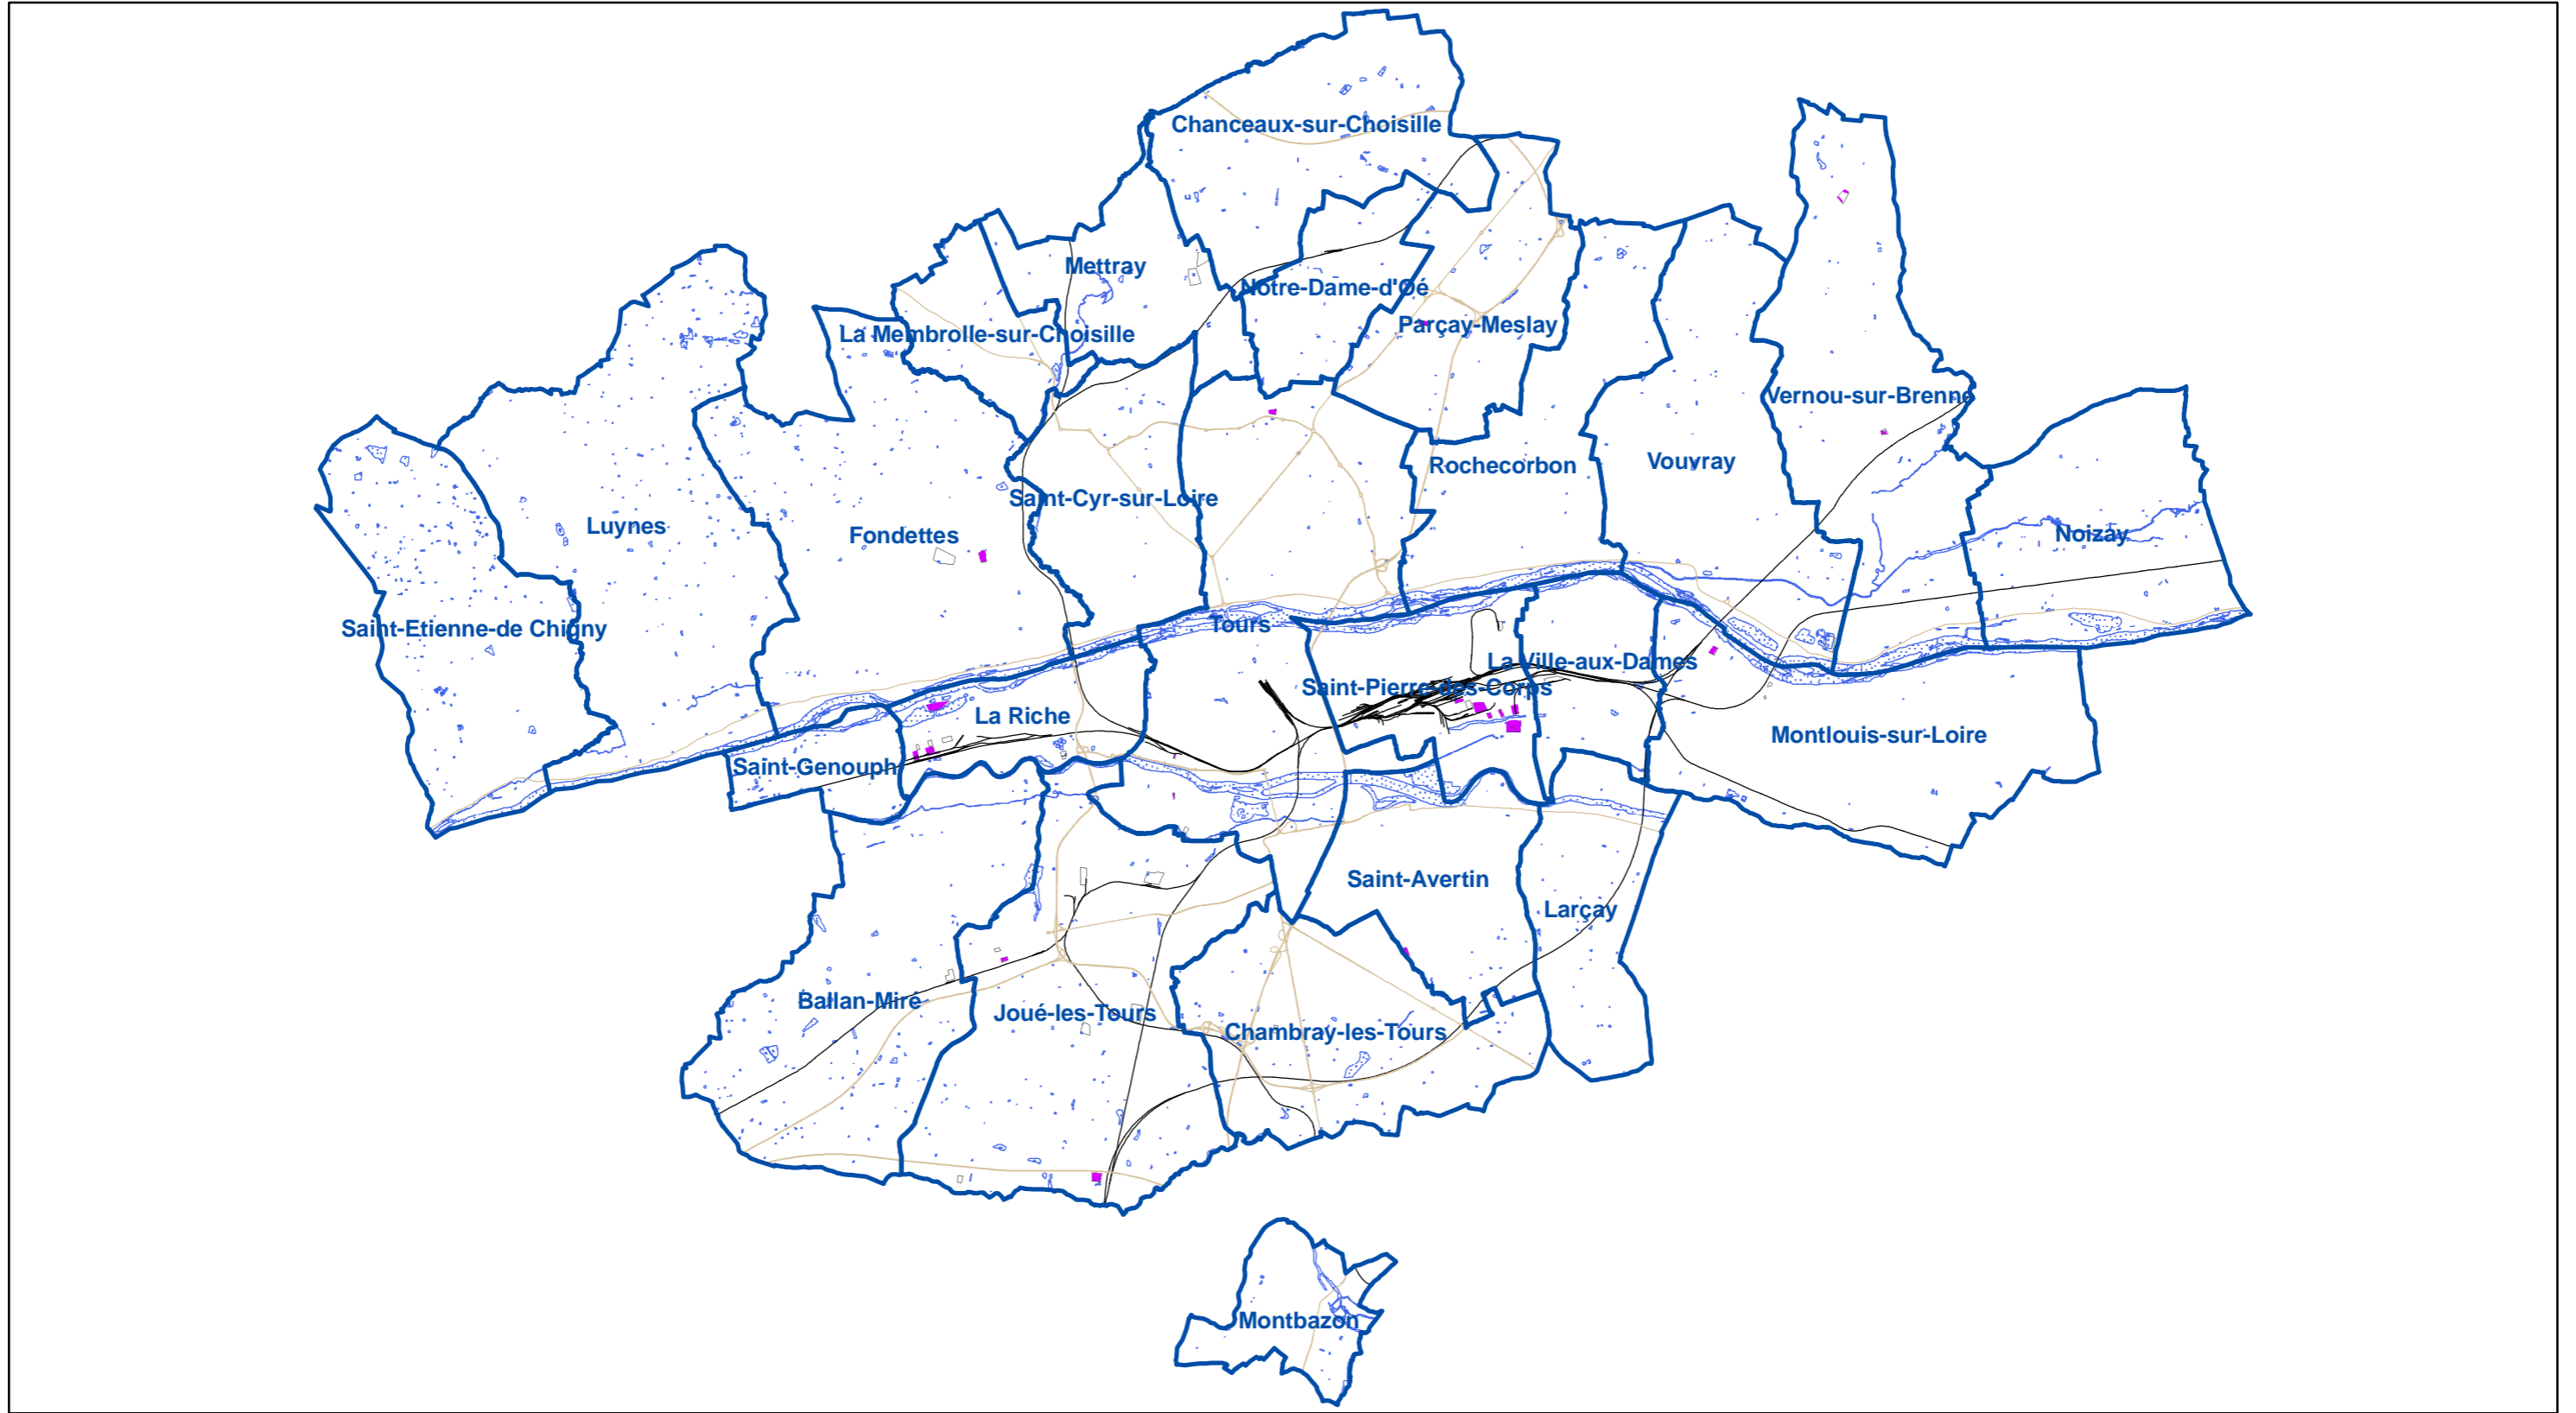 Chanceaux-sur-Choisille
Mettray
Notre-Dame-d'Oé
La Membrolle-sur-Choisille
Parçay-Meslay
Vernou-sur-Brenne
Rochecorbon
Vouvray
Saint-Cyr-sur-Loire
Luynes
Fondettes
Noizay
Saint-Etienne-de Chigny
Tours
La Ville-aux-Dames
Saint-Pierre-des-Corps
La Riche
Montlouis-sur-Loire
Saint-Genouph
Saint-Avertin
Larçay
Ballan-Miré
Joué-les-Tours
Chambray-les-Tours
Montbazon